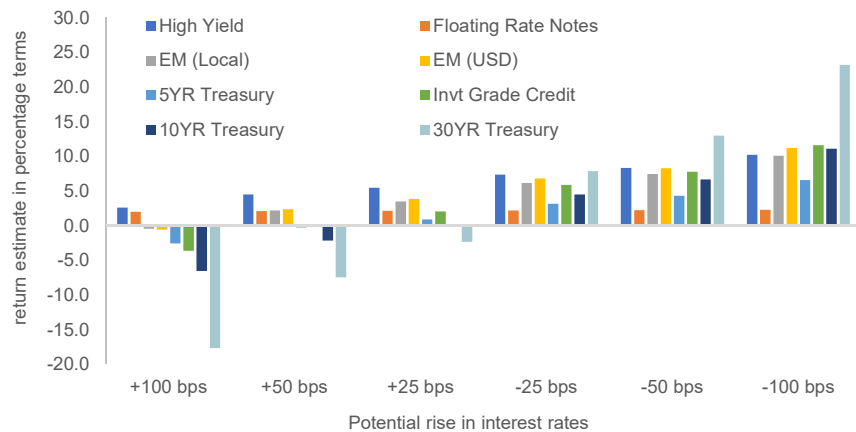 30.0
25.0
20.0
15.0
10.0
5.0
0.0
-5.0
-10.0
-15.0
-20.0
return estimate in percentage terms
High Yield
Floating Rate Notes
EM (Local)
EM (USD)
5YR Treasury
Invt Grade Credit
10YR Treasury
30YR Treasury
+100 bps
+50 bps
+25 bps
-25 bps
-50 bps
-100 bps
Potential rise in interest rates